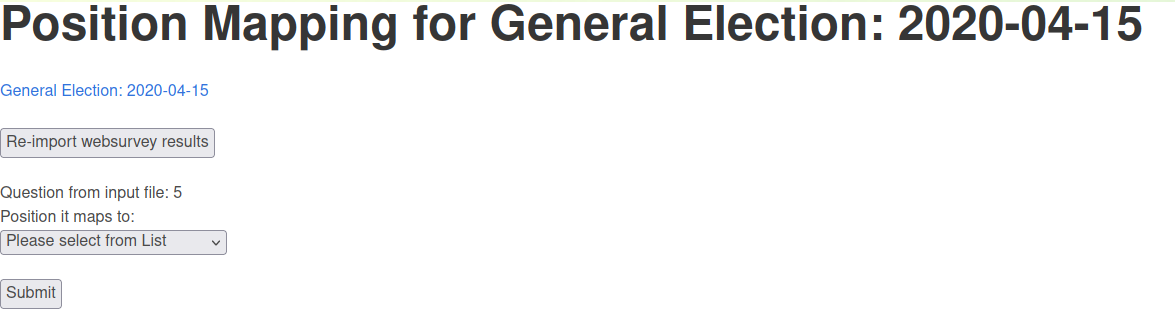 Position Mapping for General Election: 2020-04-15
General Election: 2020-04-15
Re-import websurvey results
Question from input file: 5
Position it maps to:
Please select from List
Submit